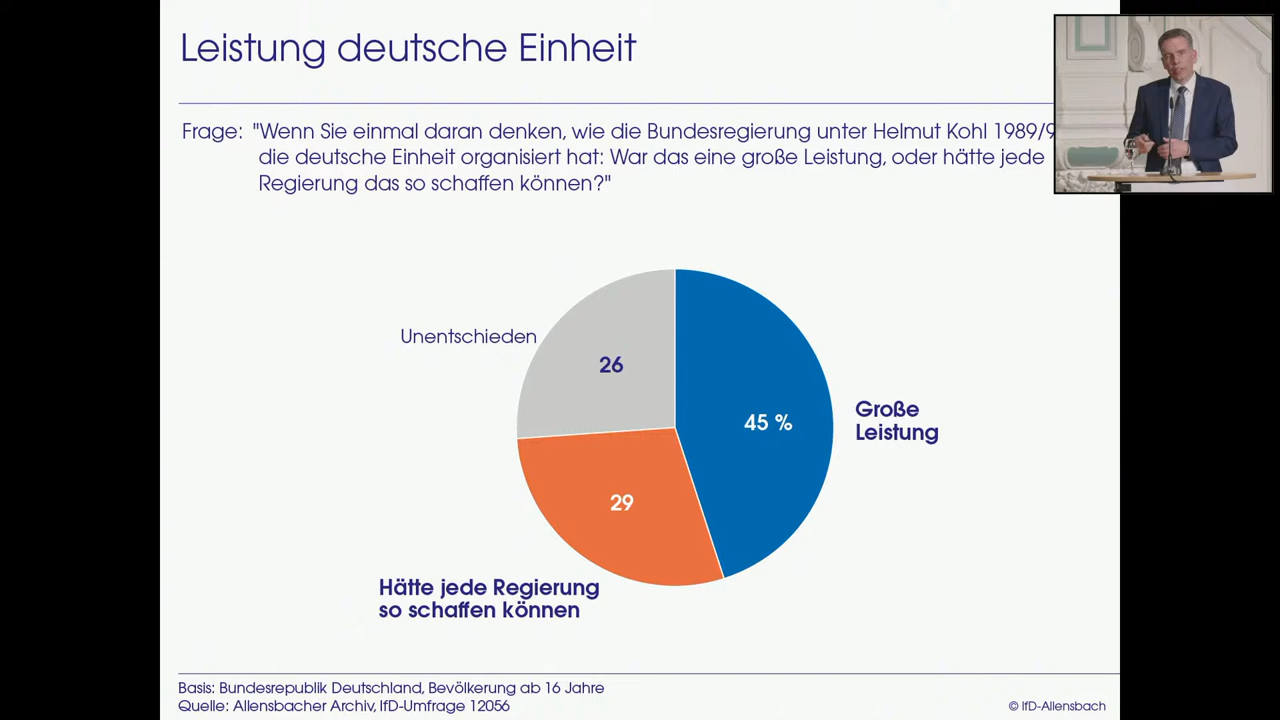 Leistung deutsche Einheit
Frage: "Wenn Sie einmal daran denken, wie die Bundesregierung unter Helmut Kohl 1989/9
die deutsche Einheit organisiert hat: War das eine große Leistung, oder hätte jede
Regierung das so schaffen können?"
Unentschieden
26
45 %
Große
Leistung
29
Hätte jede Regierung
so schaffen können
Basis: Bundesrepublik Deutschland, Bevölkerung ab 16 Jahre
Quelle: Allensbacher Archiv, IfD-Umfrage 12056
© IfD-Allensbach